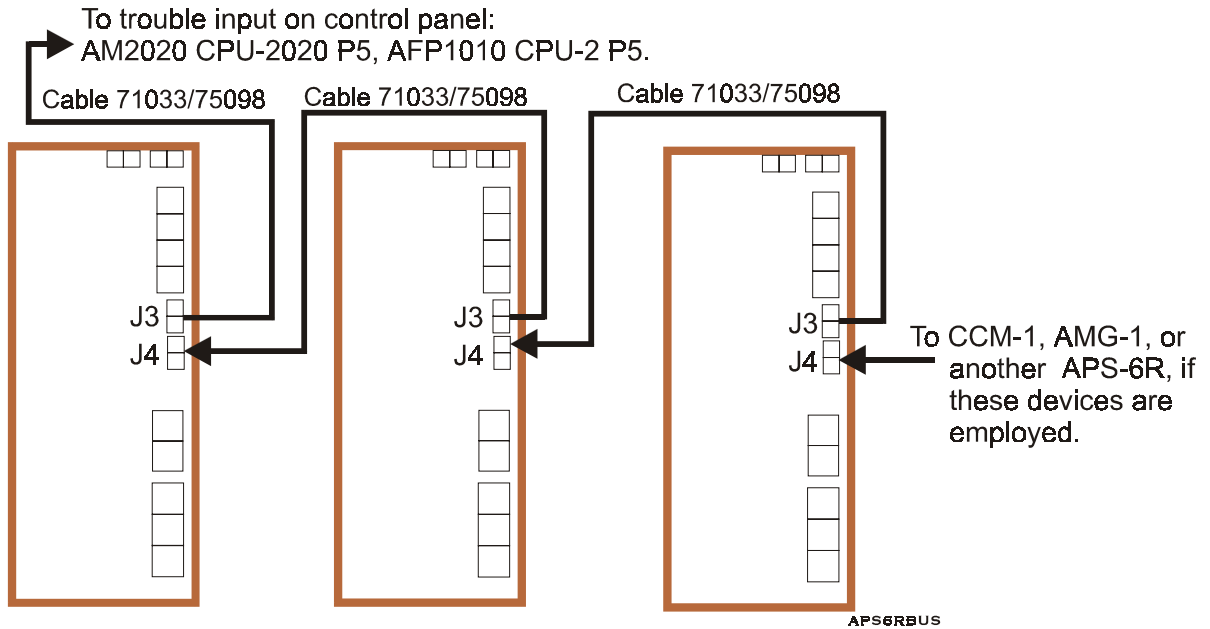 To trouble input on control panel:
AM2020 CPU-2020 P5, AFP1010 CPU-2 P5.
Cable 71033/75098
Cable 71033/75098
Cable 71033/75098
J3
J4
J3
J4
J3
J4
To CCM-1, AMG-1, or
another APS-6R, if
these devices are
employed.
APS6RBUS